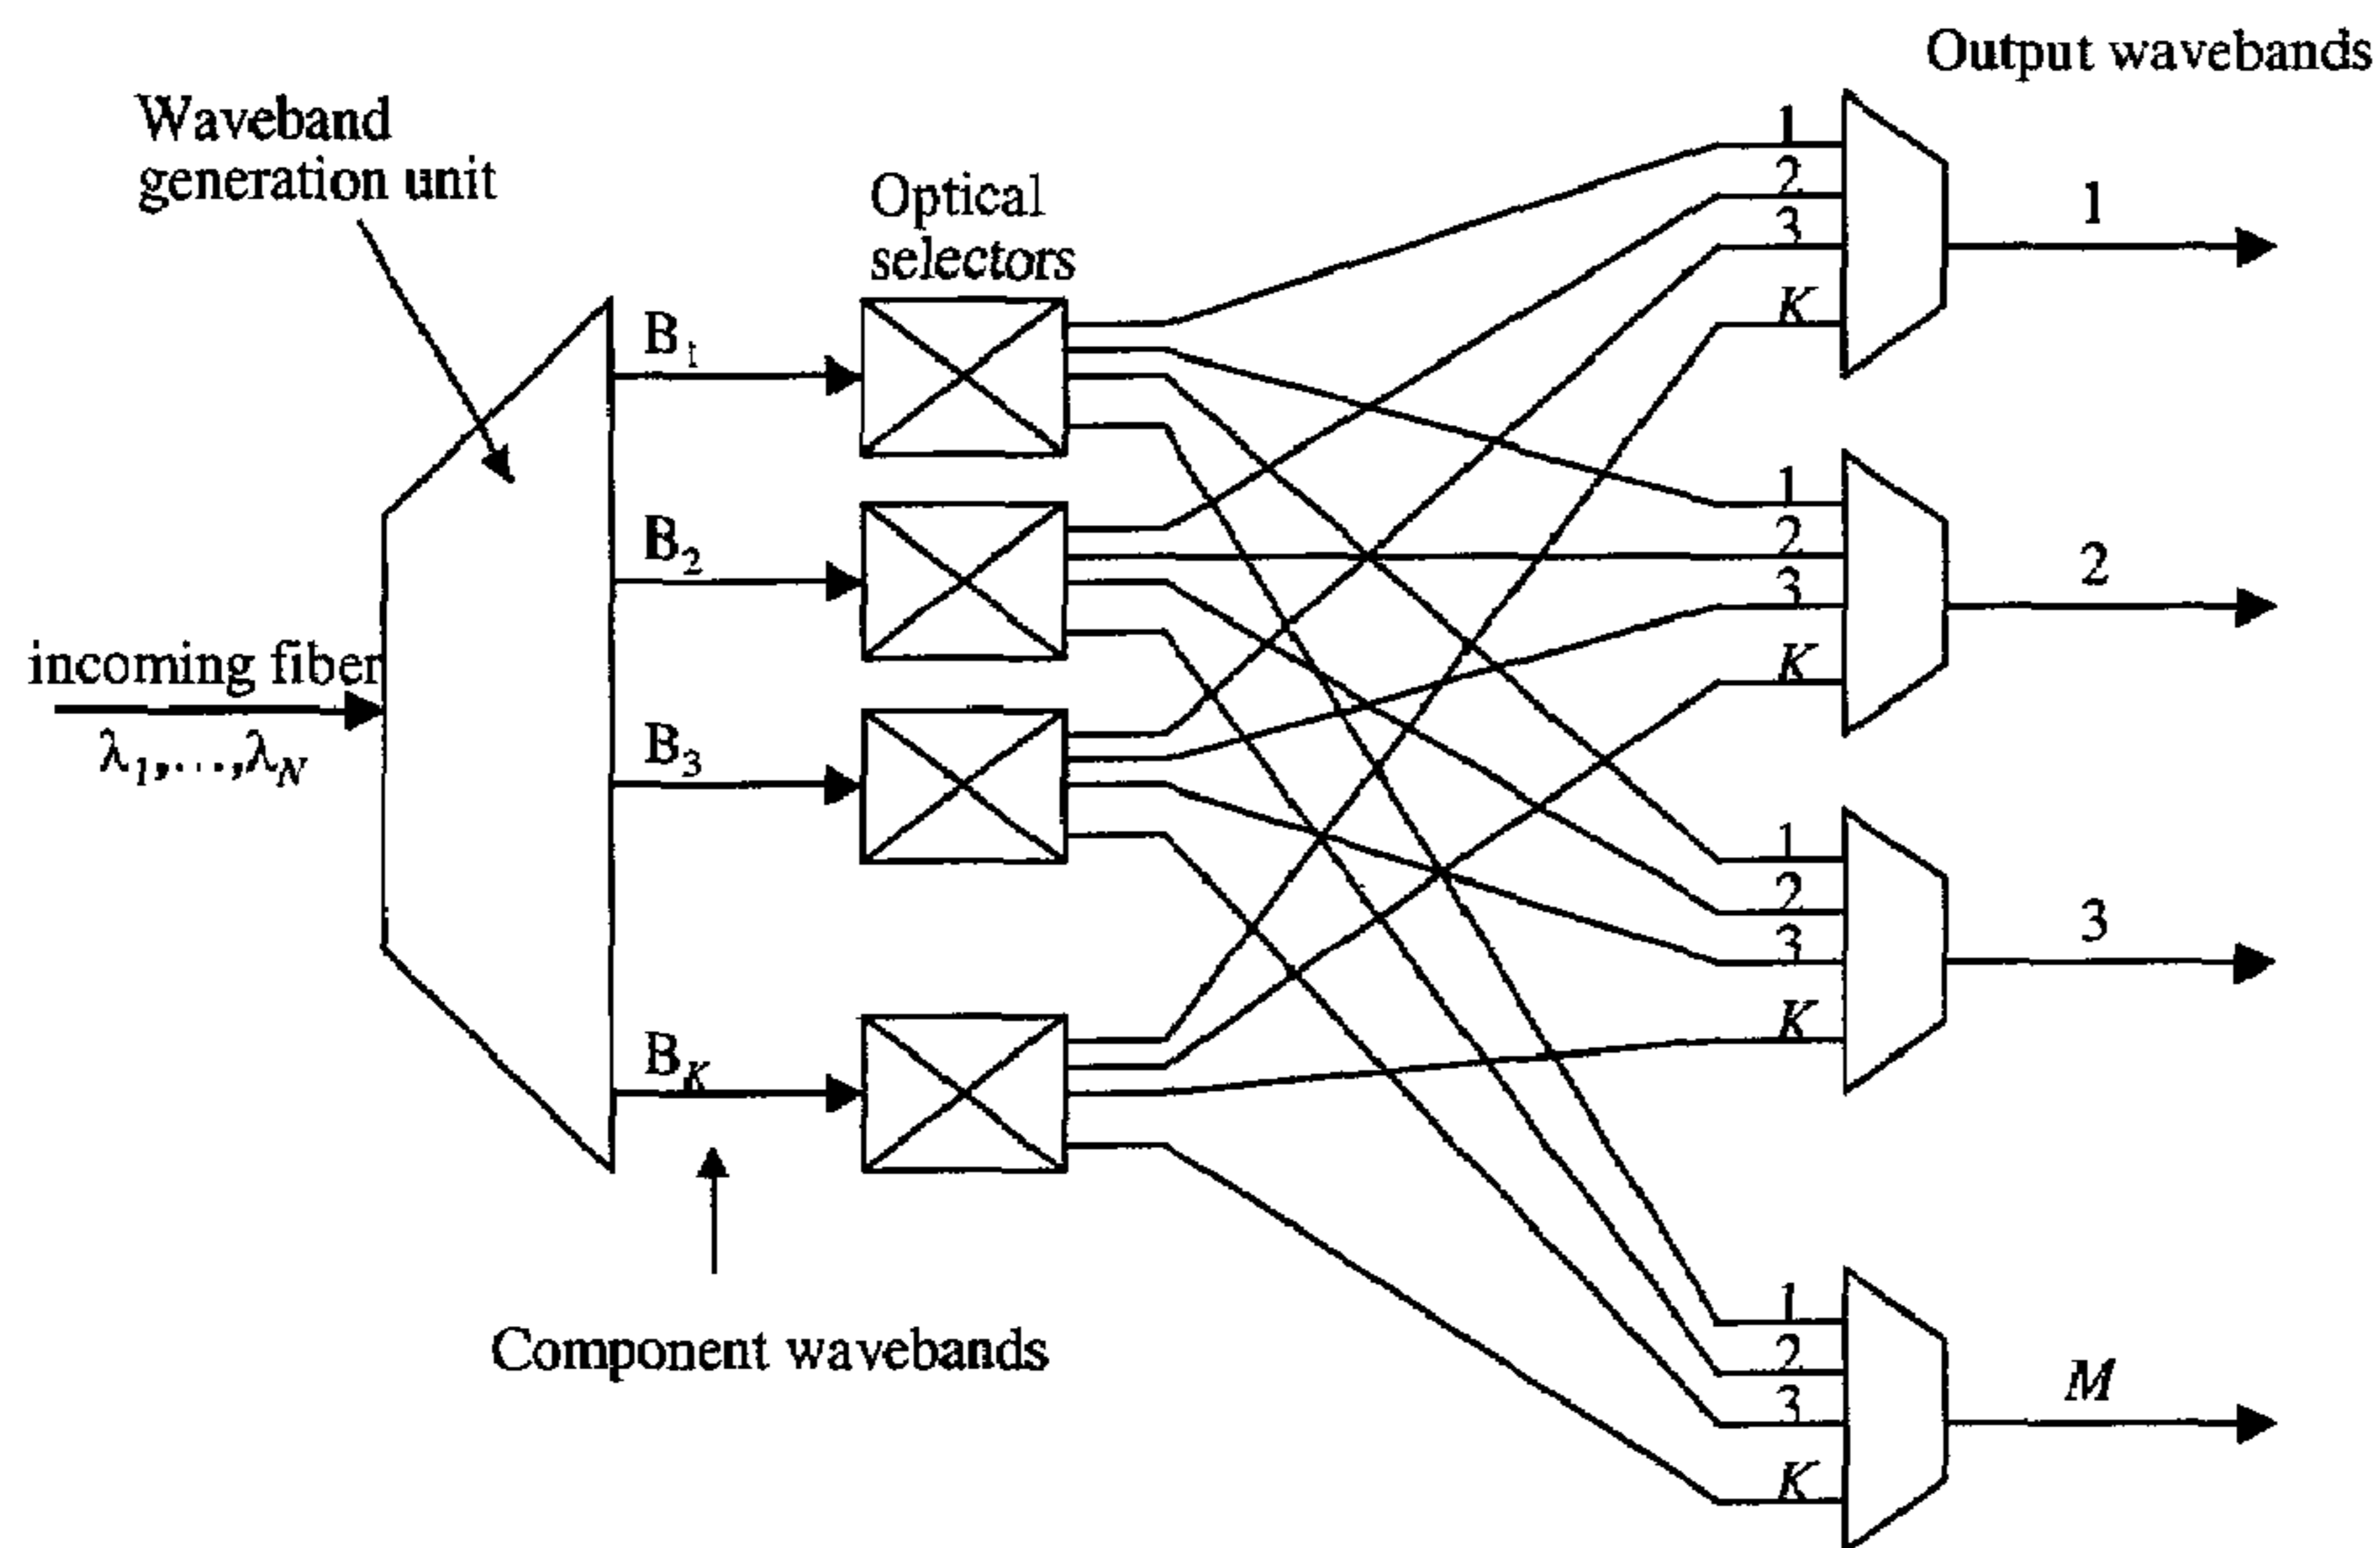 Output wavebands
Waveband
generation unit
Optical
selectors
incoming fiber
λ1,...,λN
B1
B2
B3
BK
Component wavebands
1
2
3
K
1
1
2
3
K
2
1
2
3
K
3
1
2
3
K
M